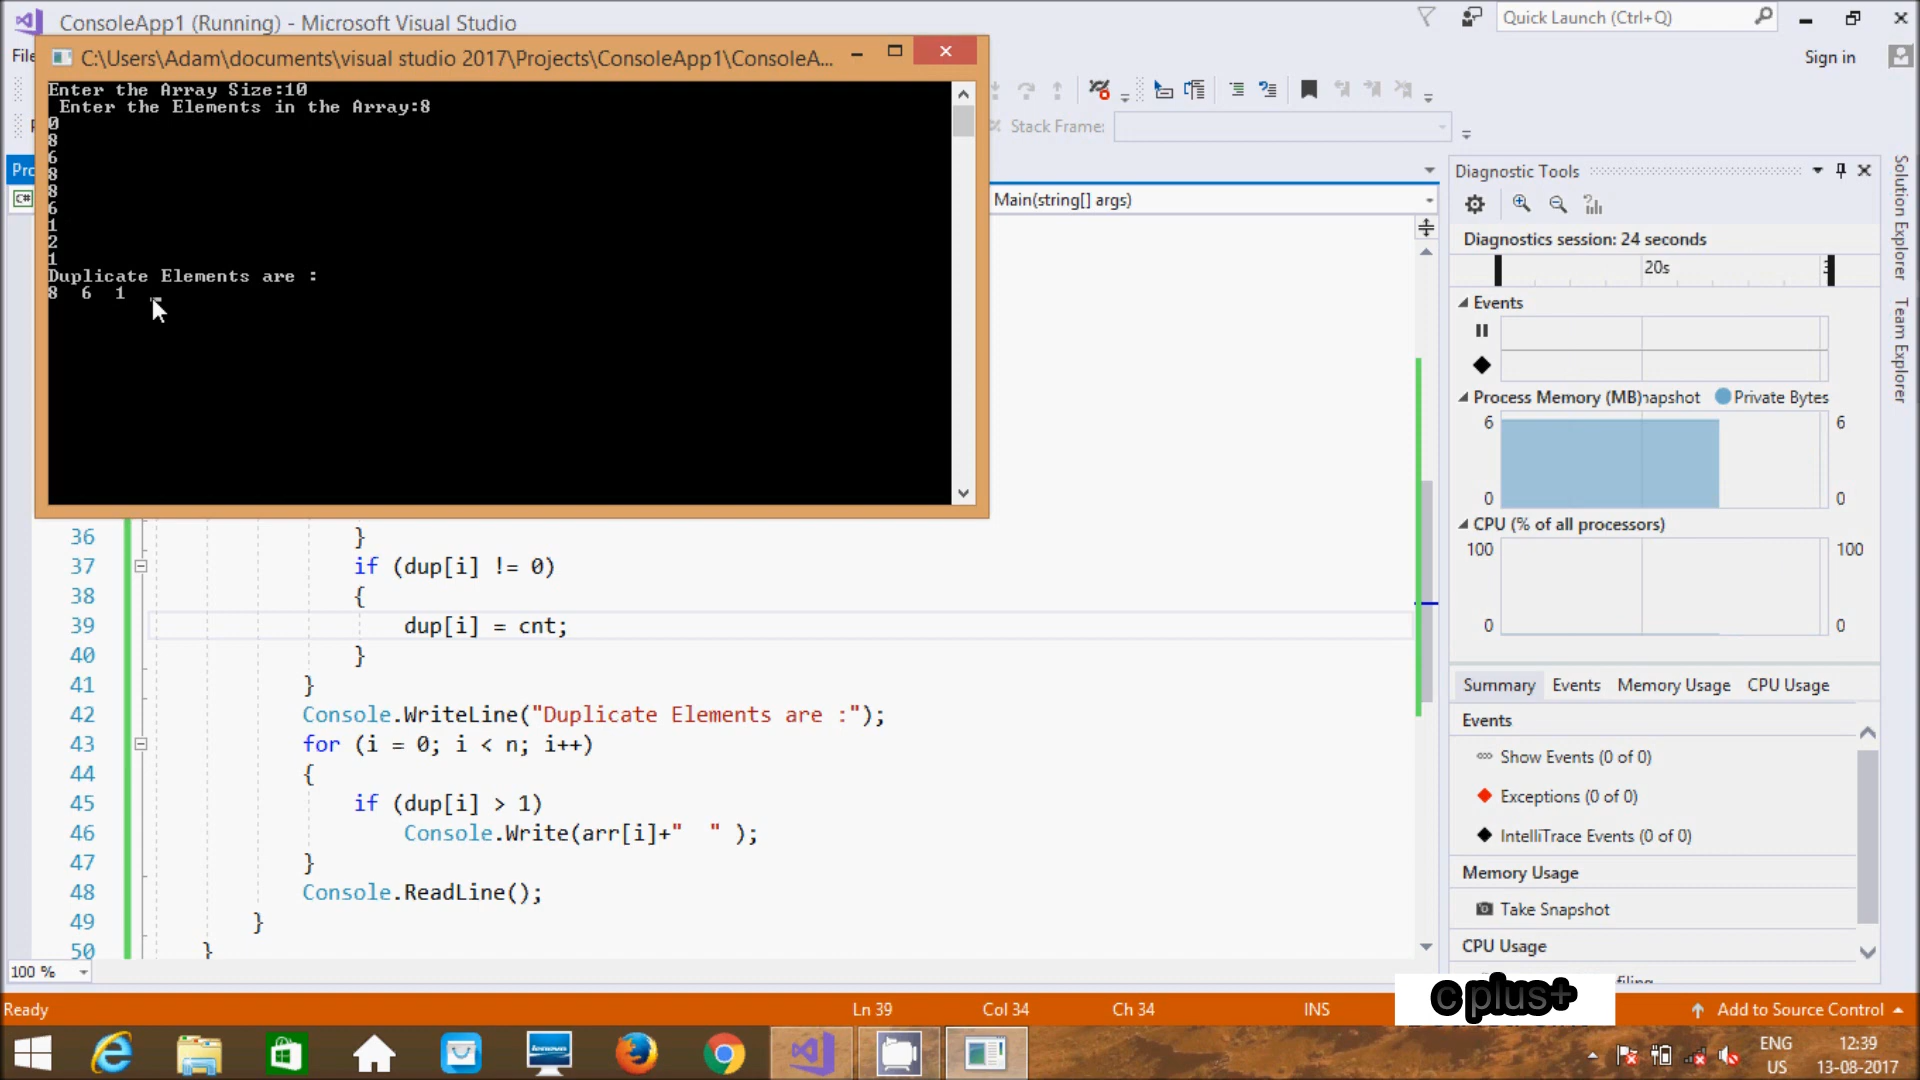 ConsoleApp1 (Running) - Microsoft Visual Studio
Quick Launch (Ctrl+Q)
C:\Users\Adam\documents\visual studio 2017\Projects\ConsoleApp1\ConsoleA...
Sign in
Enter the Array Size:10
Enter the Elements in the Array:8
0
8
6
8
8
6
1
2
1
Duplicate Elements are :
8 6 1
Stack Frame:
Main(string[] args)
36 }
37 if (dup[i] != 0)
38 {
39 dup[i] = cnt;
40 }
41 }
42 Console.WriteLine("Duplicate Elements are :");
43 for (i = 0; i < n; i++)
44 {
45 if (dup[i] > 1)
46 Console.Write(arr[i]+"  " );
47 }
48 Console.ReadLine();
49 }
50 }
100 %
Diagnostic Tools
Diagnostics session: 24 seconds
20s
Events
Process Memory (MB)
Private Bytes
6 6
0 0
CPU (% of all processors)
100 100
0 0
Summary Events Memory Usage CPU Usage
Events
Show Events (0 of 0)
Exceptions (0 of 0)
IntelliTrace Events (0 of 0)
Memory Usage
Take Snapshot
CPU Usage
Solution Explorer
Team Explorer
Ready
Ln 39 Col 34 Ch 34 INS
c plus+
Add to Source Control
ENG
US
12:39
13-08-2017